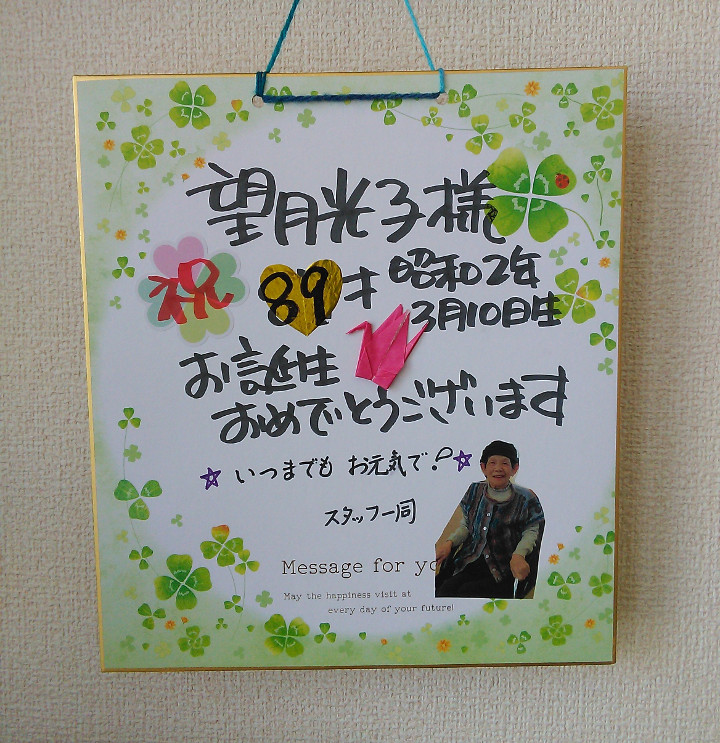 望月光子様
祝 89才 昭和2年
3月10日生
お誕生
おめでとうございます
☆いつまでも お元気で!☆
スタッフ一同
Message for yo
May the happiness visit at
every day of your future!